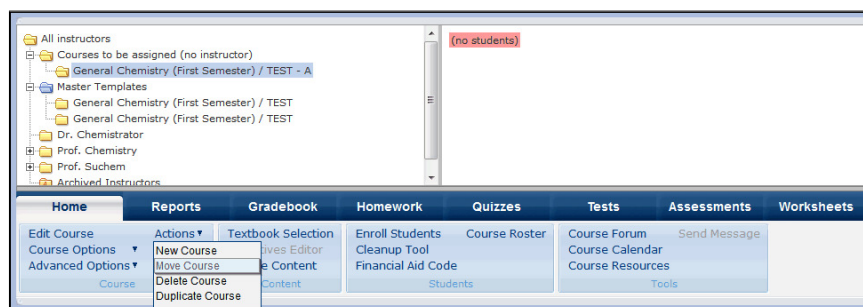 All instructors
Courses to be assigned (no instructor)
General Chemistry (First Semester) / TEST - A
Master Templates
General Chemistry (First Semester) / TEST
General Chemistry (First Semester) / TEST
Dr. Chemistrator
Prof. Chemistry
Prof. Suchem
Archived Instructors
(no students)
Home Reports Gradebook Homework Quizzes Tests Assessments Worksheets
Edit Course Actions Textbook Selection Enroll Students Course Roster Course Forum Send Message
Course Options New Course Editor Cleanup Tool Course Calendar
Advanced Options Move Course Content Financial Aid Code Course Resources
Delete Course
Duplicate Course
Course Content Students Tools